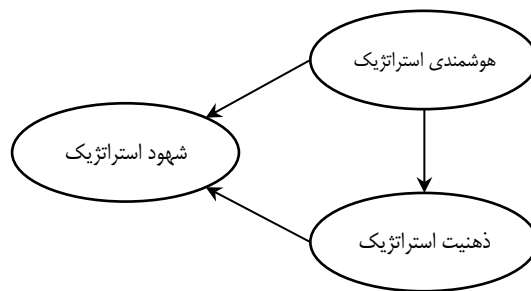 هوشمندی استراتژیک
شهود استراتژیک
ذهنیت استراتژیک